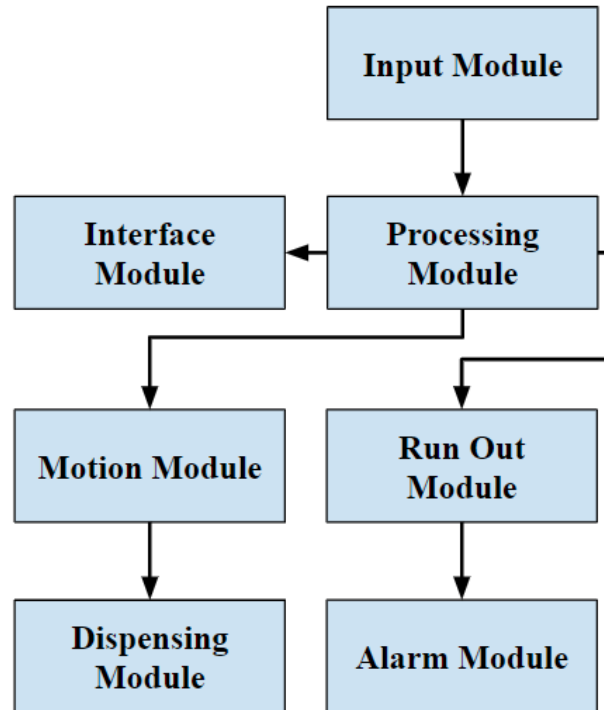 Input Module
Interface
Module
Processing
Module
Motion Module
Run Out
Module
Dispensing
Module
Alarm Module